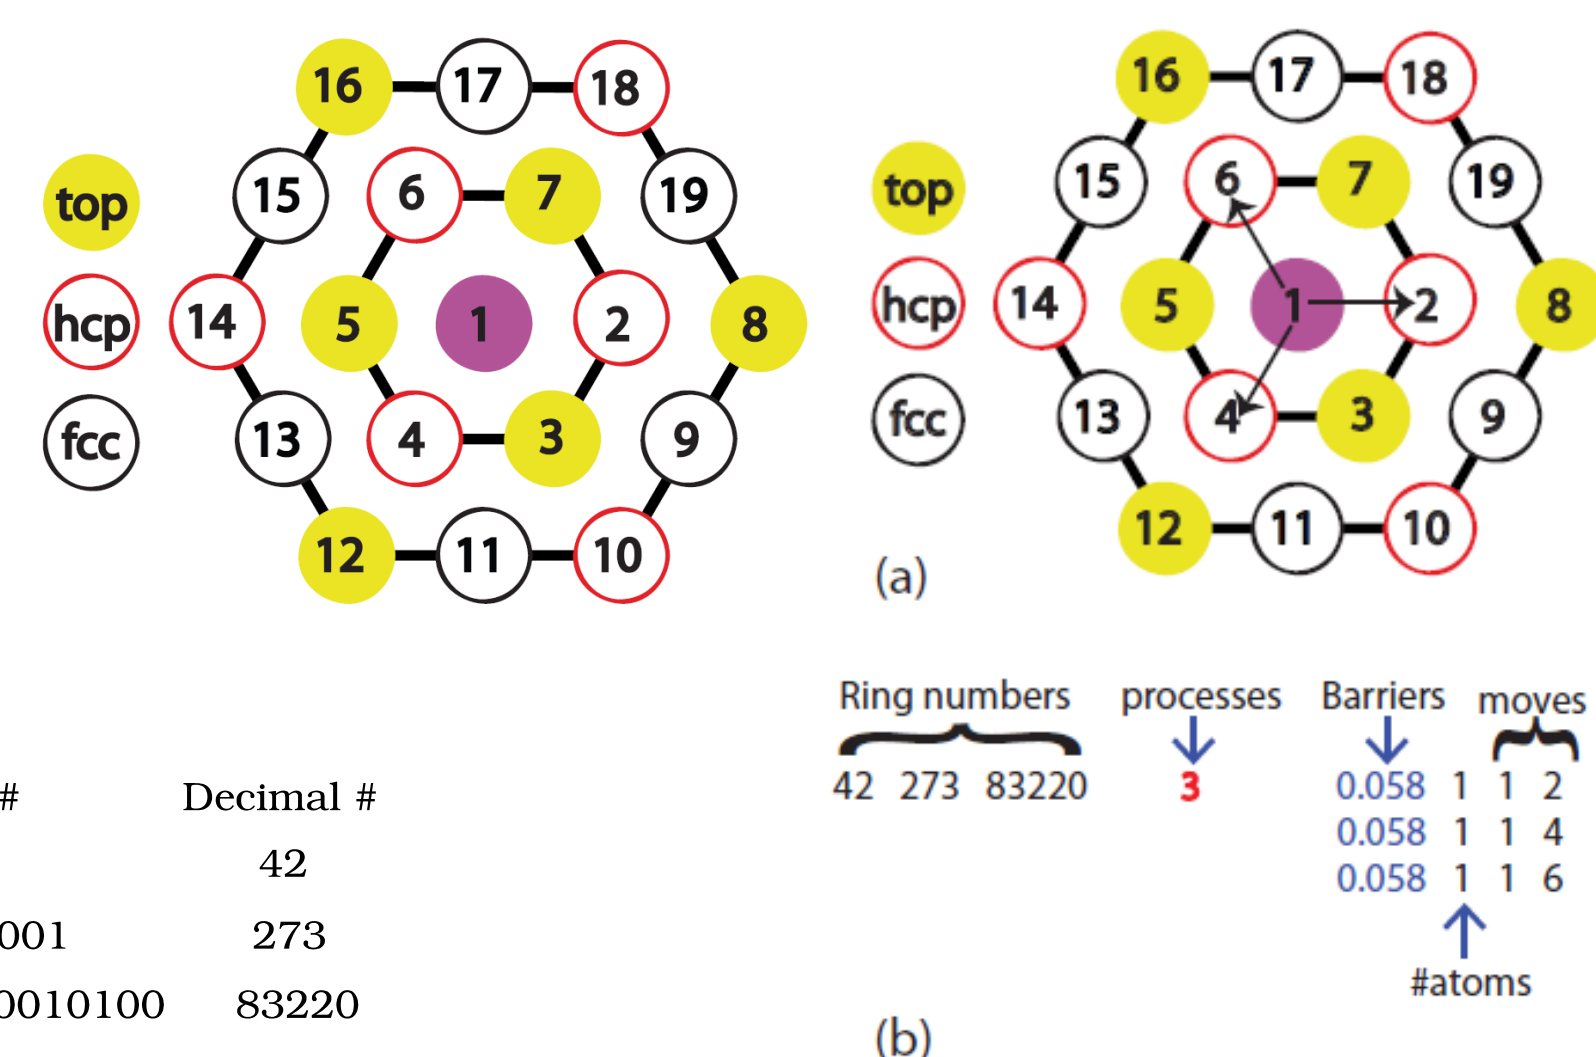 16 17 18
15 6 7 19
top
14 5 1 2 8
hcp
13 4 3 9
fcc
12 11 10
# Decimal #
42
001 273
0010100 83220
16 17 18
15 6 7 19
top
14 5 1 2 8
hcp
13 4 3 9
fcc
12 11 10
(a)
Ring numbers processes Barriers moves
42 273 83220 3 0.058 1 1 2
0.058 1 1 4
0.058 1 1 6
#atoms
(b)